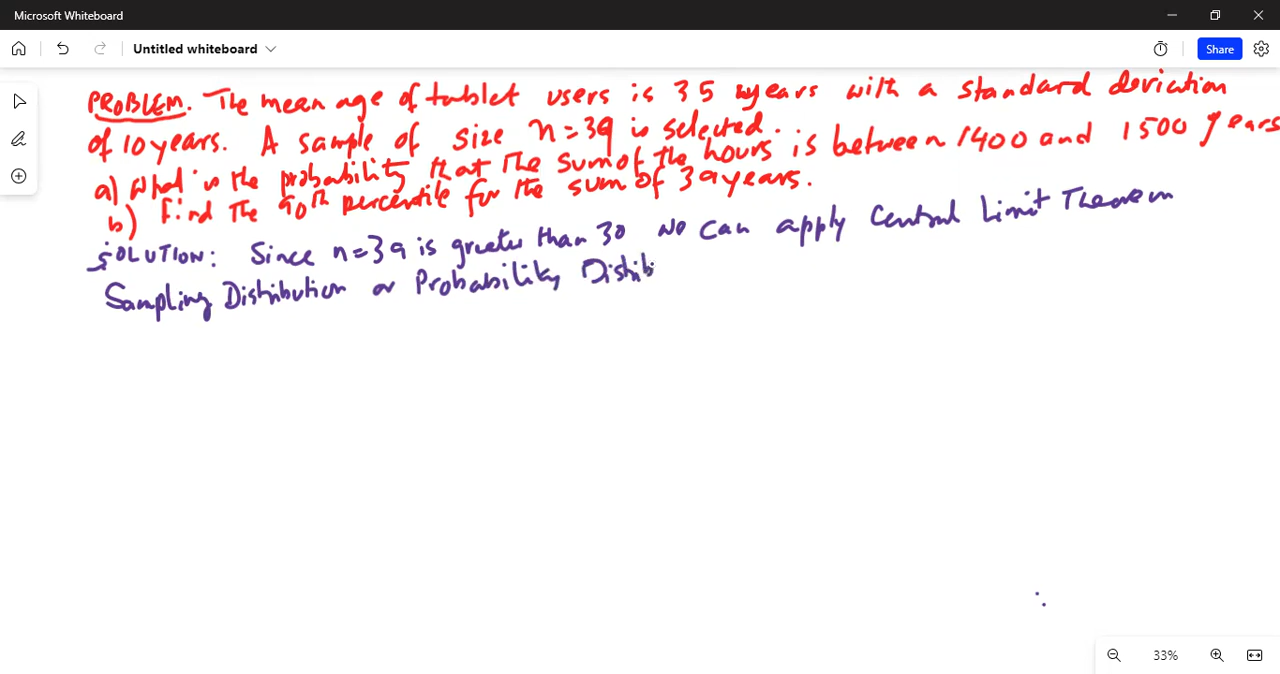 Microsoft Whiteboard
Untitled whiteboard
Share
PROBLEM. The mean age of tablet users is 35 years with a standard deviation
of 10 years. A sample of size n=39 is selected.
a) What is the probability that the sum of the hours is between 1400 and 1500 years
b) Find the 90th percentile for the sum of 39 years.
SOLUTION: Since n=39 is greater than 30 we can apply Central Limit Theorem
Sampling Distribution or Probability Distrib
33%